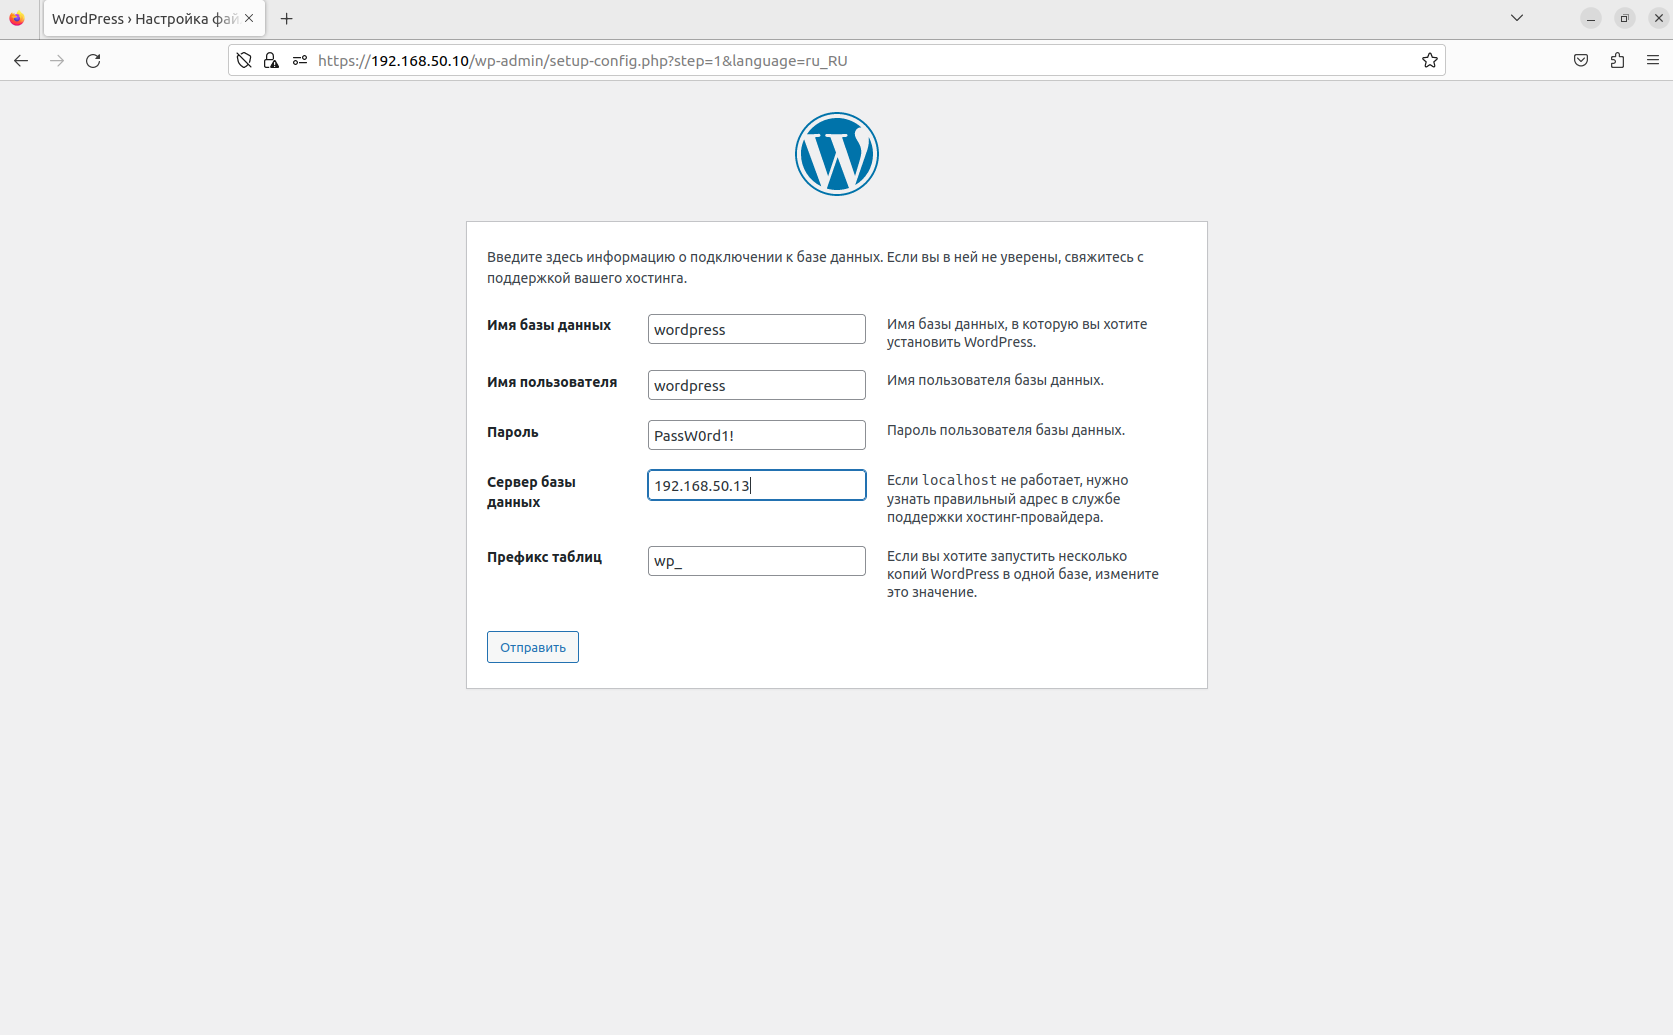 WordPress › Настройка фай
https://192.168.50.10/wp-admin/setup-config.php?step=1&language=ru_RU
Введите здесь информацию о подключении к базе данных. Если вы в ней не уверены, свяжитесь с
поддержкой вашего хостинга.
Имя базы данных
wordpress
Имя базы данных, в которую вы хотите
установить WordPress.
Имя пользователя
wordpress
Имя пользователя базы данных.
Пароль
PassW0rd1!
Пароль пользователя базы данных.
Сервер базы
данных
192.168.50.13
Если localhost не работает, нужно
узнать правильный адрес в службе
поддержки хостинг-провайдера.
Префикс таблиц
wp_
Если вы хотите запустить несколько
копий WordPress в одной базе, измените
это значение.
Отправить